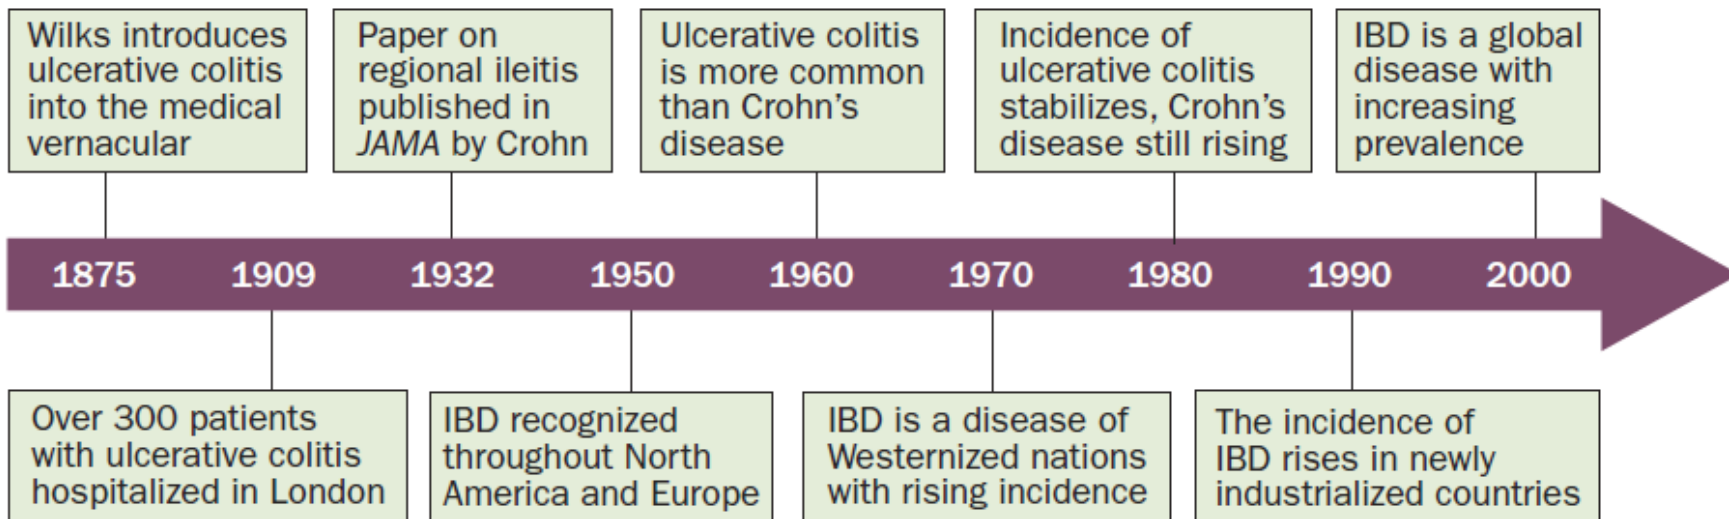 Wilks introduces
ulcerative colitis
into the medical
vernacular
Paper on
regional ileitis
published in
JAMA by Crohn
Ulcerative colitis
is more common
than Crohn’s
disease
Incidence of
ulcerative colitis
stabilizes, Crohn’s
disease still rising
IBD is a global
disease with
increasing
prevalence
1875 1909 1932 1950 1960 1970 1980 1990 2000
Over 300 patients
with ulcerative colitis
hospitalized in London
IBD recognized
throughout North
America and Europe
IBD is a disease of
Westernized nations
with rising incidence
The incidence of
IBD rises in newly
industrialized countries